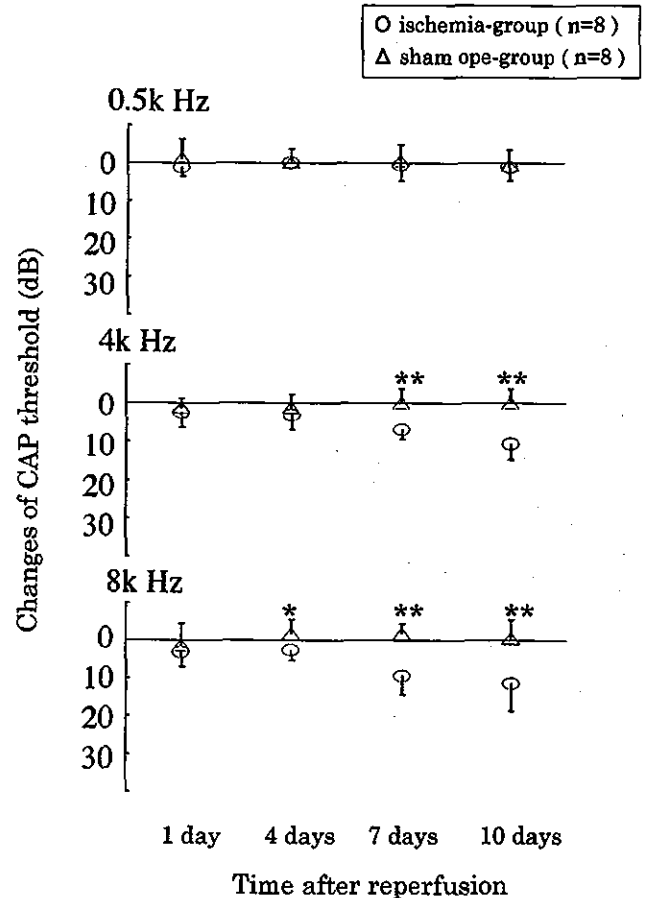 O ischemia-group ( n=8 )
Δ sham ope-group ( n=8 )
0.5k Hz
0
10
20
30
4k Hz
** **
0
10
20
30
8k Hz
* ** **
0
10
20
30
Changes of CAP threshold (dB)
1 day 4 days 7 days 10 days
Time after reperfusion